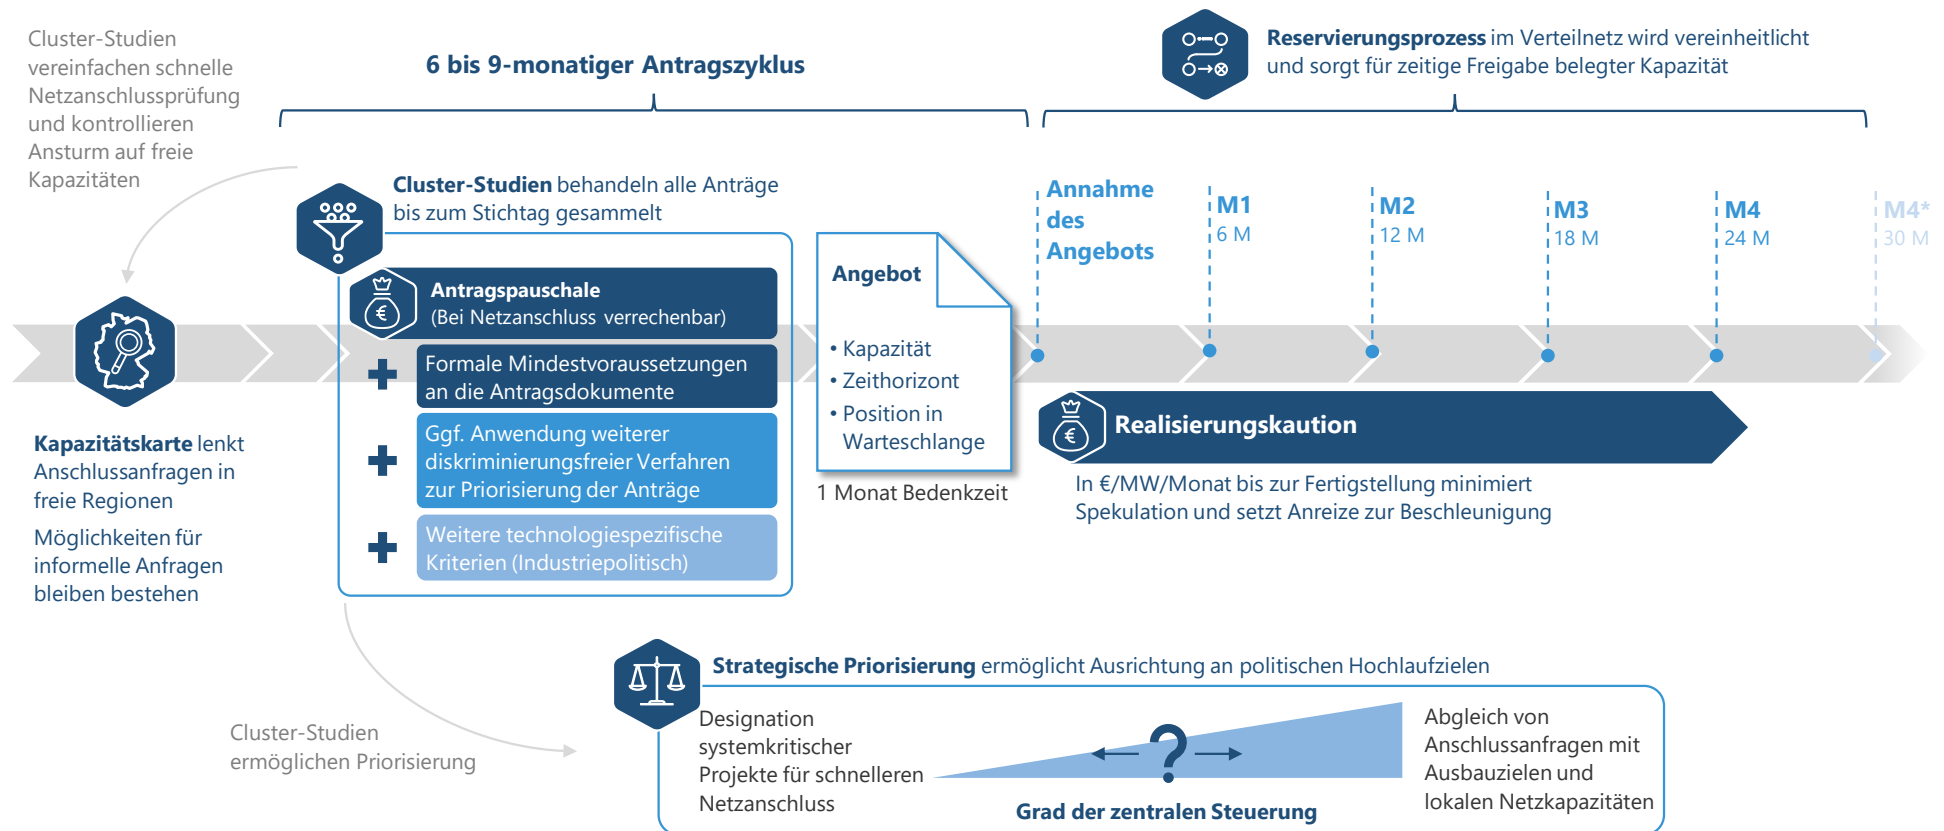 Cluster-Studien
vereinfachen schnelle
Netzanschlussprüfung
und kontrollieren
Ansturm auf freie
Kapazitäten
6 bis 9-monatiger Antragszyklus
Reservierungsprozess im Verteilnetz wird vereinheitlicht
und sorgt für zeitige Freigabe belegter Kapazität
Cluster-Studien behandeln alle Anträge
bis zum Stichtag gesammelt
€
Antragspauschale
(Bei Netzanschluss verrechenbar)
Formale Mindestvoraussetzungen
an die Antragsdokumente
Ggf. Anwendung weiterer
diskriminierungsfreier Verfahren
zur Priorisierung der Anträge
Weitere technologiespezifische
Kriterien (Industriepolitisch)
Angebot
• Kapazität
• Zeithorizont
• Position in
Warteschlange
1 Monat Bedenkzeit
Annahme
des
Angebots
M1
6 M
M2
12 M
M3
18 M
M4
24 M
M4*
30 M
€
Realisierungskaution
In €/MW/Monat bis zur Fertigstellung minimiert
Spekulation und setzt Anreize zur Beschleunigung
Kapazitätskarte lenkt
Anschlussanfragen in
freie Regionen
Möglichkeiten für
informelle Anfragen
bleiben bestehen
Cluster-Studien
ermöglichen Priorisierung
Strategische Priorisierung ermöglicht Ausrichtung an politischen Hochlaufzielen
Designation
systemkritischer
Projekte für schnelleren
Netzanschluss
?
Grad der zentralen Steuerung
Abgleich von
Anschlussanfragen mit
Ausbauzielen und
lokalen Netzkapazitäten